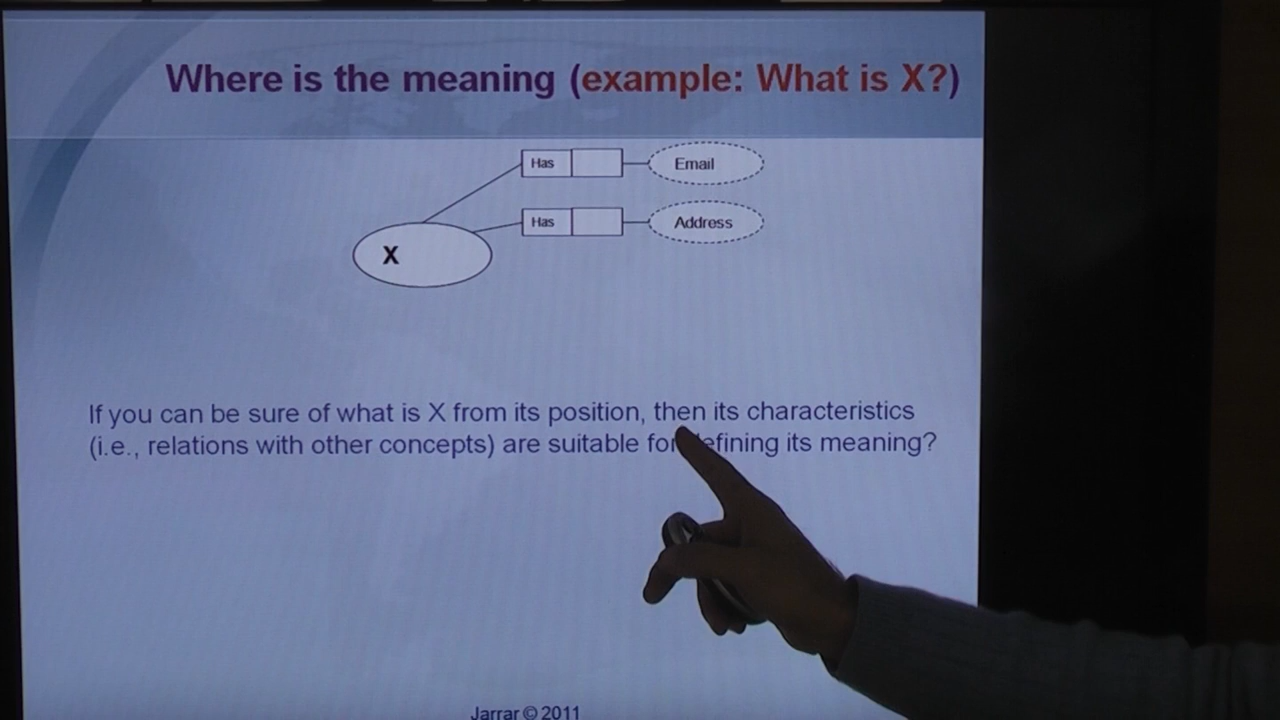 Where is the meaning (example: What is X?)
Has Email
Has Address
X
If you can be sure of what is X from its position, then its characteristics
(i.e., relations with other concepts) are suitable for defining its meaning?
Jarrar © 2011